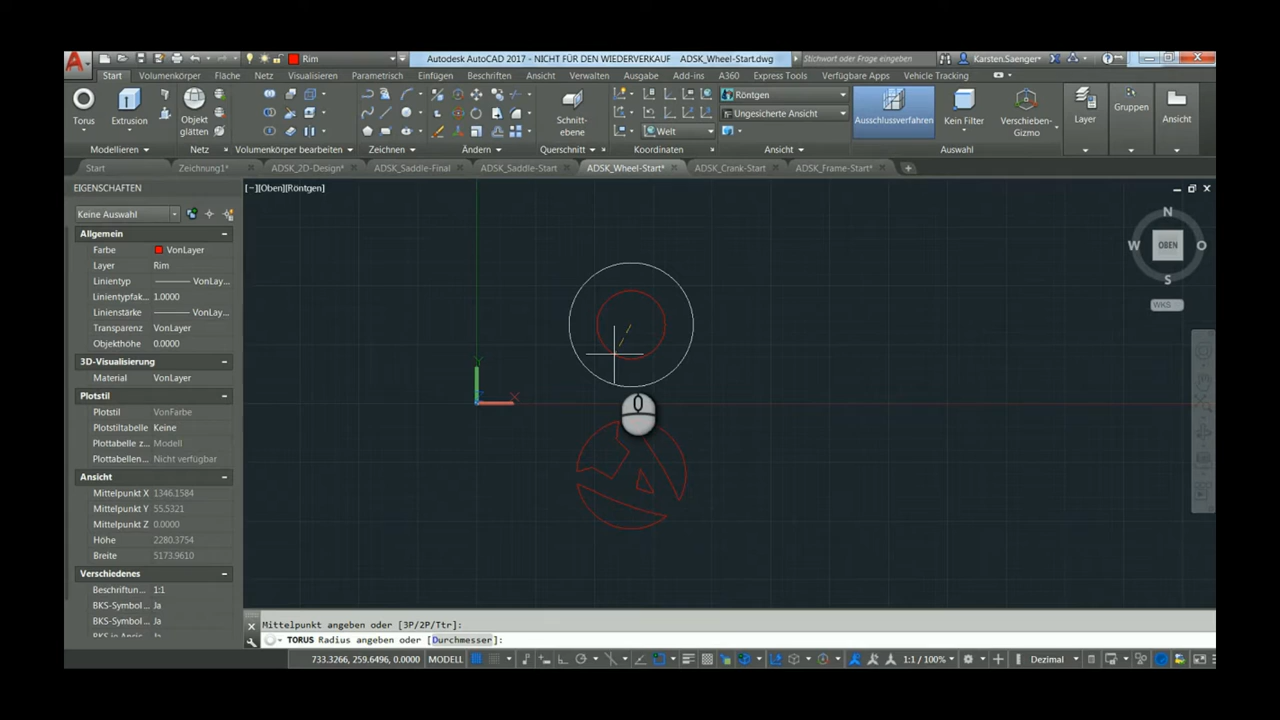 Rim
Autodesk AutoCAD 2017 - NICHT FÜR DEN WIEDERVERKAUF ADSK_Wheel-Start.dwg
Stichwort oder Frage eingeben
Karsten.Saenger...
Start Volumenkörper Fläche Netz Visualisieren Parametrisch Einfügen Beschriften Ansicht Verwalten Ausgabe Add-ins A360 Express Tools Verfügbare Apps Vehicle Tracking
Röntgen
Ungesicherte Ansicht
Welt
Torus Extrusion Objekt glätten Schnitt-ebene Ausschlussverfahren Kein Filter Verschieben-Gizmo Layer Gruppen Ansicht
Modellieren Netz Volumenkörper bearbeiten Zeichnen Ändern Querschnitt Koordinaten Ansicht Auswahl
Start Zeichnung1* ADSK_2D-Design* ADSK_Saddle-Final ADSK_Saddle-Start ADSK_Wheel-Start* ADSK_Crank-Start ADSK_Frame-Start*
EIGENSCHAFTEN
[−][Oben][Röntgen]
Keine Auswahl
Allgemein
Farbe VonLayer
Layer Rim
Linientyp VonLay...
Linientypfak... 1.0000
Linienstärke VonLay...
Transparenz VonLayer
Objekthöhe 0.0000
3D-Visualisierung
Material VonLayer
Plotstil
Plotstil VonFarbe
Plotstiltabelle Keine
Plottabelle z... Modell
Plottabellen... Nicht verfügbar
Ansicht
Mittelpunkt X 1346.1584
Mittelpunkt Y 55.5321
Mittelpunkt Z 0.0000
Höhe 2280.3754
Breite 5173.9610
Verschiedenes
Beschriftun... 1:1
BKS-Symbol ... Ja
BKS-Symbol ... Ja
N
W OBEN O
S
WKS
Y
X
Mittelpunkt angeben oder [3P/2P/Ttr]:
TORUS Radius angeben oder [Durchmesser]:
733.3266, 259.6496, 0.0000 MODELL 1:1 / 100% Dezimal